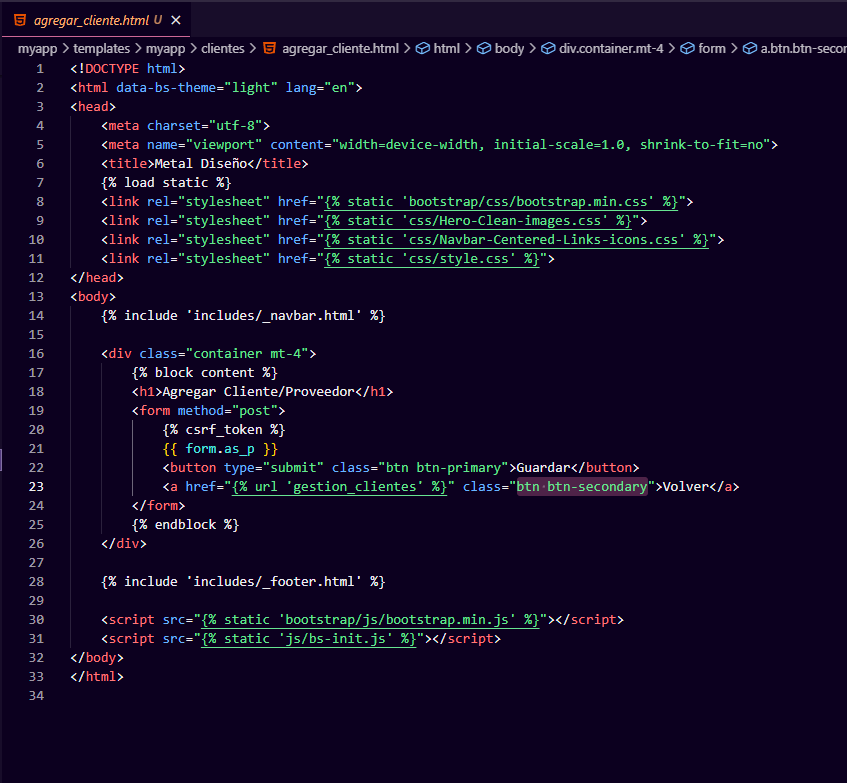 agregar_cliente.html U ×
myapp > templates > myapp > clientes > agregar_cliente.html > html > body > div.container.mt-4 > form > a.btn.btn-secon
1 <!DOCTYPE html>
2 <html data-bs-theme="light" lang="en">
3 <head>
4     <meta charset="utf-8">
5     <meta name="viewport" content="width=device-width, initial-scale=1.0, shrink-to-fit=no">
6     <title>Metal Diseño</title>
7     {% load static %}
8     <link rel="stylesheet" href="{% static 'bootstrap/css/bootstrap.min.css' %}">
9     <link rel="stylesheet" href="{% static 'css/Hero-Clean-images.css' %}">
10     <link rel="stylesheet" href="{% static 'css/Navbar-Centered-Links-icons.css' %}">
11     <link rel="stylesheet" href="{% static 'css/style.css' %}">
12 </head>
13 <body>
14     {% include 'includes/_navbar.html' %}
15
16     <div class="container mt-4">
17         {% block content %}
18         <h1>Agregar Cliente/Proveedor</h1>
19         <form method="post">
20             {% csrf_token %}
21             {{ form.as_p }}
22             <button type="submit" class="btn btn-primary">Guardar</button>
23             <a href="{% url 'gestion_clientes' %}" class="btn btn-secondary">Volver</a>
24         </form>
25         {% endblock %}
26     </div>
27
28     {% include 'includes/_footer.html' %}
29
30     <script src="{% static 'bootstrap/js/bootstrap.min.js' %}"></script>
31     <script src="{% static 'js/bs-init.js' %}"></script>
32 </body>
33 </html>
34